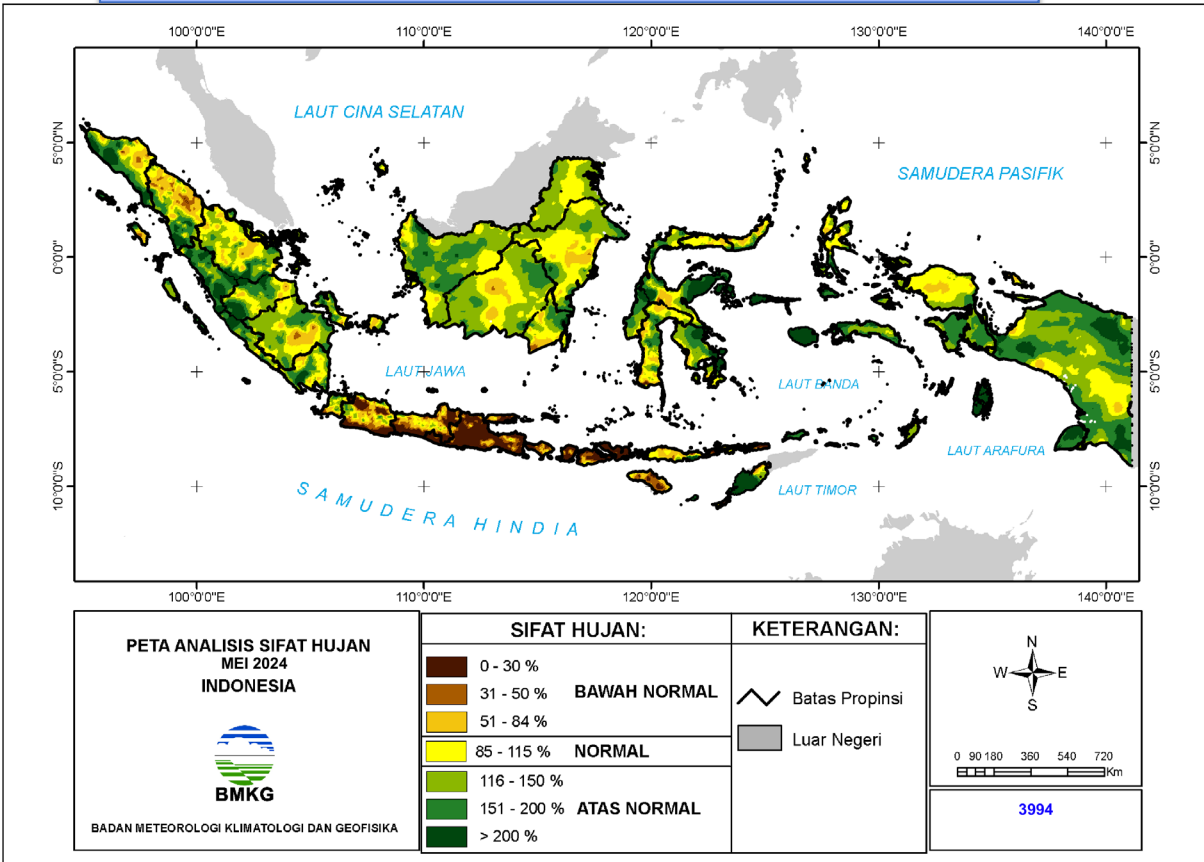 100°0'0"E 110°0'0"E 120°0'0"E 130°0'0"E 140°0'0"E
LAUT CINA SELATAN
5°0'0"N 5°0'0"N
SAMUDERA PASIFIK
0°0'0" 0°0'0"
5°0'0"S 5°0'0"S
LAUT JAWA
LAUT BANDA
LAUT ARAFURA
10°0'0"S 10°0'0"S
LAUT TIMOR
SAMUDERA HINDIA
100°0'0"E 110°0'0"E 120°0'0"E 130°0'0"E 140°0'0"E
PETA ANALISIS SIFAT HUJAN
MEI 2024
INDONESIA
BMKG
BADAN METEOROLOGI KLIMATOLOGI DAN GEOFISIKA
SIFAT HUJAN:
0 - 30 %
31 - 50 % BAWAH NORMAL
51 - 84 %
85 - 115 % NORMAL
116 - 150 %
151 - 200 % ATAS NORMAL
> 200 %
KETERANGAN:
Batas Propinsi
Luar Negeri
N
W E
S
0 90 180 360 540 720
Km
3994